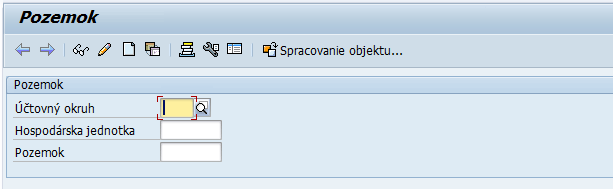 Pozemok
Spracovanie objektu...
Pozemok
Účtovný okruh
Hospodárska jednotka
Pozemok